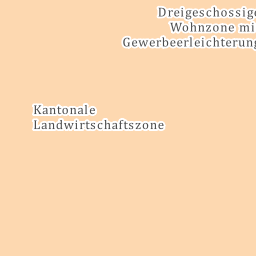 Dreigeschossige
Wohnzone mi
Gewerbeerleichterung
Kantonale
Landwirtschaftszone